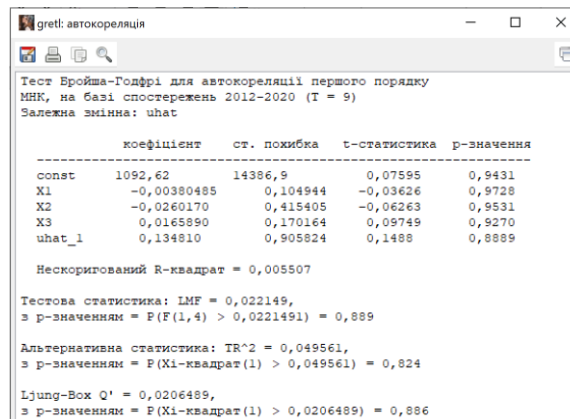 gretl: автокореляція
Тест Бройша-Годфрі для автокореляції першого порядку
МНК, на базі спостережень 2012-2020 (T = 9)
Залежна змінна: uhat
коефіцієнт ст. похибка t-статистика p-значення
const 1092,62 14386,9 0,07595 0,9431
X1 -0,00380485 0,104944 -0,03626 0,9728
X2 -0,0260170 0,415405 -0,06263 0,9531
X3 0,0165890 0,170164 0,09749 0,9270
uhat_1 0,134810 0,905824 0,1488 0,8889
Нескоригований R-квадрат = 0,005507
Тестова статистика: LMF = 0,022149,
з p-значенням = P(F(1,4) > 0,0221491) = 0,889
Альтернативна статистика: TR^2 = 0,049561,
з p-значенням = P(Хі-квадрат(1) > 0,049561) = 0,824
Ljung-Box Q' = 0,0206489,
з p-значенням = P(Хі-квадрат(1) > 0,0206489) = 0,886